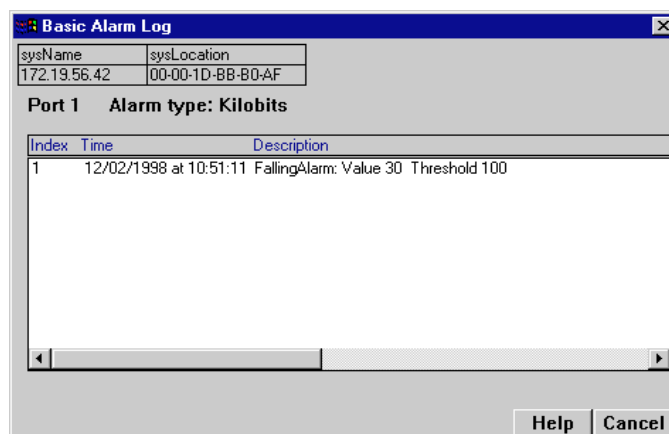 Basic Alarm Log
sysName sysLocation
172.19.56.42 00-00-1D-BB-B0-AF
Port 1 Alarm type: Kilobits
Index Time Description
1 12/02/1998 at 10:51:11 FallingAlarm: Value 30 Threshold 100
Help Cancel